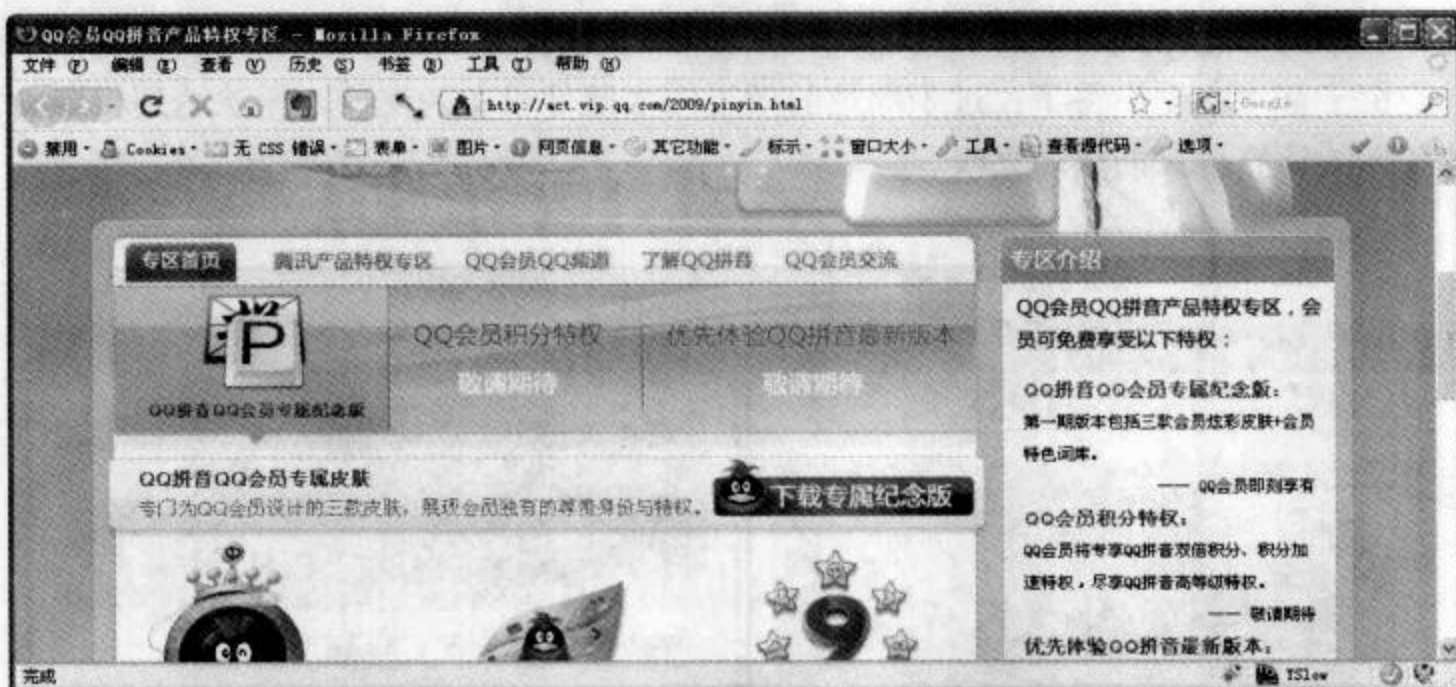 QQ会员QQ拼音产品特权专区 - Mozilla Firefox
文件 (F) 编辑 (E) 查看 (V) 历史 (S) 书签 (B) 工具 (T) 帮助 (H)
http://act.vip.qq.com/2009/pinyin.html Google
禁用 Cookies 无 CSS 错误 表单 图片 网页信息 其它功能 标示 窗口大小 工具 查看源代码 选项
专区首页 腾讯产品特权专区 QQ会员QQ频道 了解QQ拼音 QQ会员交流
P
QQ拼音QQ会员专属纪念版
QQ会员积分特权
敬请期待
优先体验QQ拼音最新版本
敬请期待
QQ拼音QQ会员专属皮肤
专门为QQ会员设计的三款皮肤，展现会员独有的尊贵身份与特权。
下载专属纪念版
9
专区介绍
QQ会员QQ拼音产品特权专区，会
员可免费享受以下特权：
QQ拼音QQ会员专属纪念版：
第一期版本包括三款会员炫彩皮肤+会员
特色词库。
—— QQ会员即刻享有
QQ会员积分特权：
QQ会员将专享QQ拼音双倍积分、积分加
速特权，尽享QQ拼音高等级特权。
—— 敬请期待
优先体验QQ拼音最新版本：
完成 YSlow